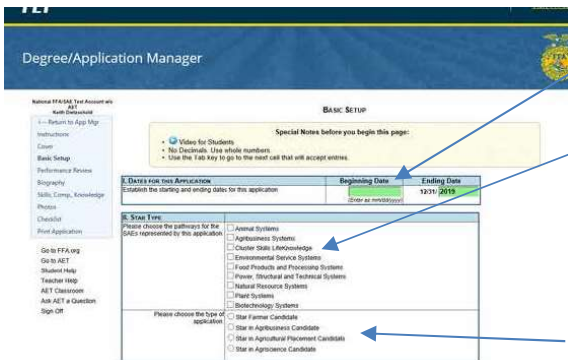 Degree/Application Manager
National FFA/SAE Test Account w/o
AET
Keith Dietzschold
<-- Return to App Mgr
Instructions
Cover
Basic Setup
Performance Review
Biography
Skills, Comp., Knowledge
Photos
Checklist
Print Application
Go to FFA.org
Go to AET
Student Help
Teacher Help
AET Classroom
Ask AET a Question
Sign Off
BASIC SETUP
Special Notes before you begin this page:
Video for Students
No Decimals. Use whole numbers.
Use the Tab key to go to the next cell that will accept entries.
I. DATES FOR THIS APPLICATION
Beginning Date
Ending Date
Establish the starting and ending dates for this application
12/31/ 2019
(Enter as mm/dd/yyyy)
II. STAR TYPE
Please choose the pathways for the
SAEs represented by this application
Animal Systems
Agribusiness Systems
Cluster Skills LifeKnowledge
Environmental Service Systems
Food Products and Processing Systems
Power, Structural and Technical Systems
Natural Resource Systems
Plant Systems
Biotechnology Systems
Please choose the type of
application
Star Farmer Candidate
Star in Agribusiness Candidate
Star in Agricultural Placement Candidate
Star in Agriscience Candidate